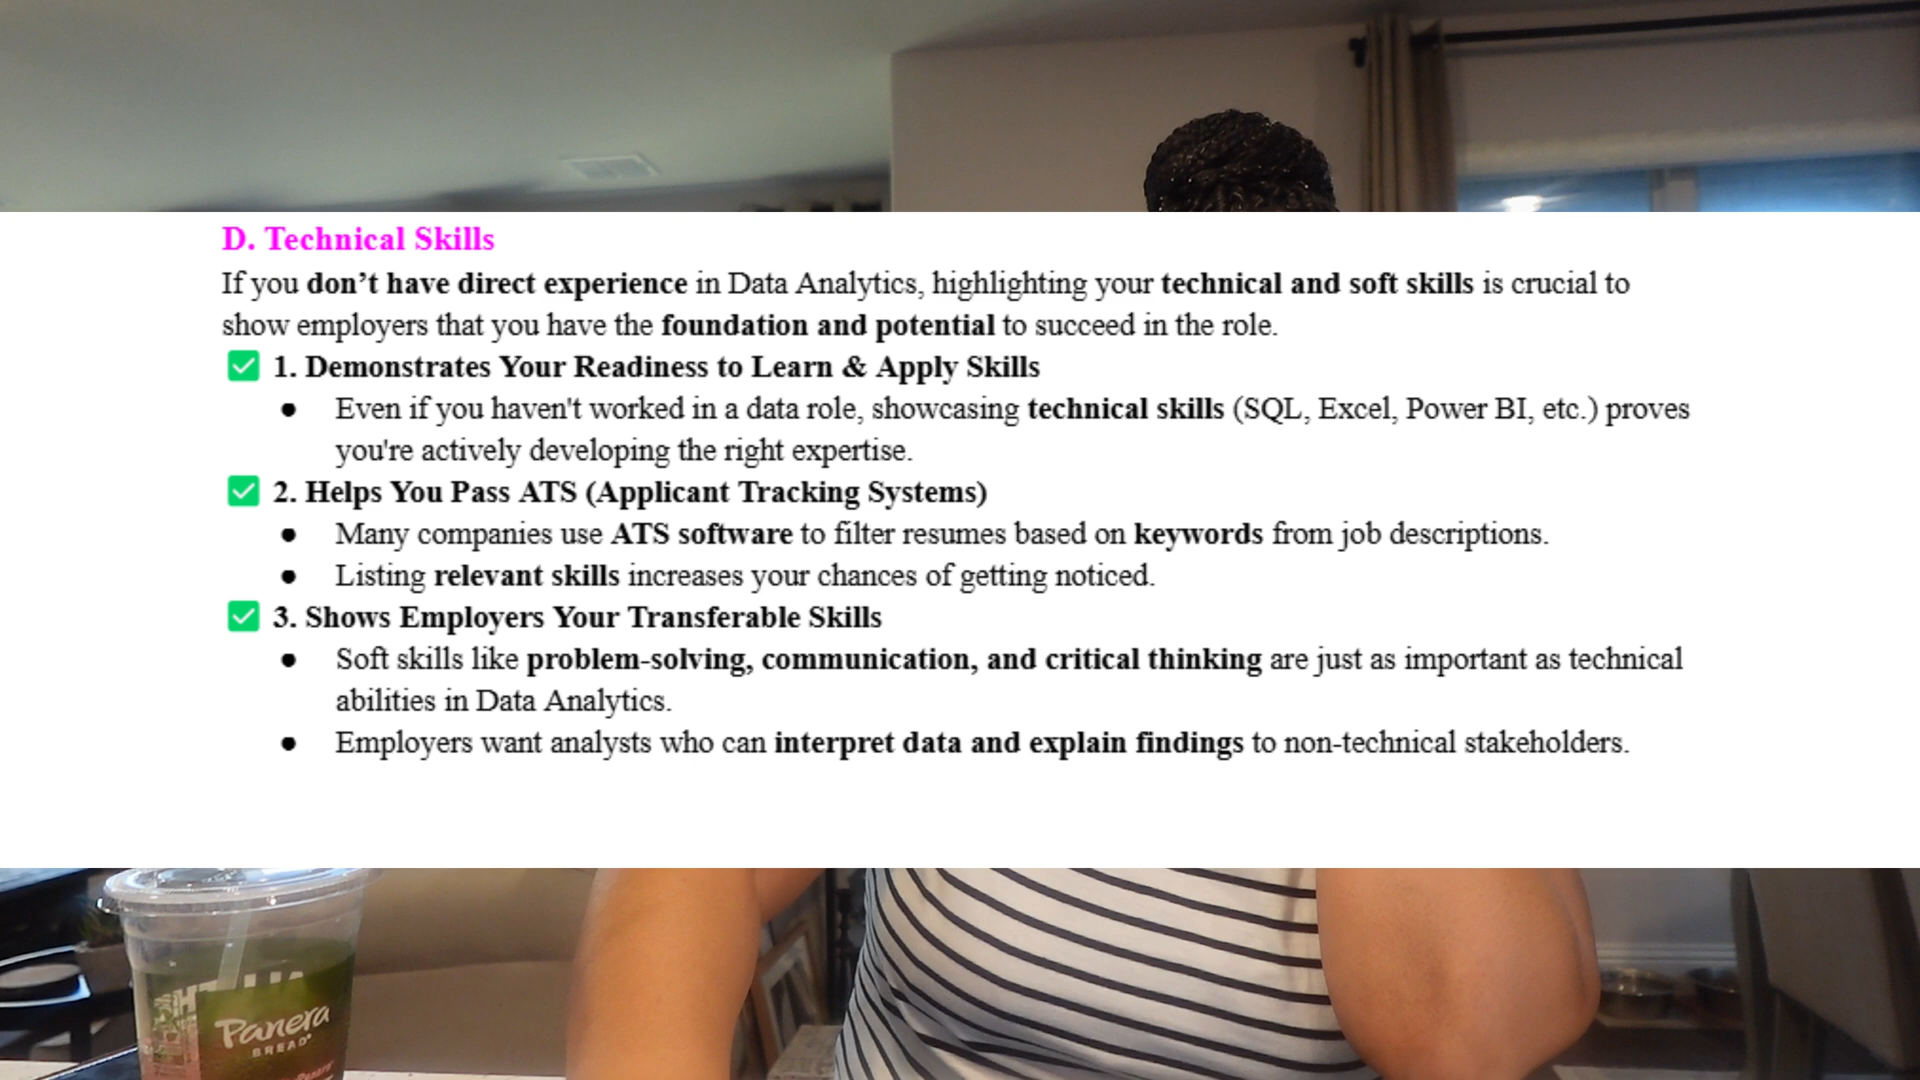 D. Technical Skills
If you don’t have direct experience in Data Analytics, highlighting your technical and soft skills is crucial to
show employers that you have the foundation and potential to succeed in the role.
✅ 1. Demonstrates Your Readiness to Learn & Apply Skills
● Even if you haven't worked in a data role, showcasing technical skills (SQL, Excel, Power BI, etc.) proves
you're actively developing the right expertise.
✅ 2. Helps You Pass ATS (Applicant Tracking Systems)
● Many companies use ATS software to filter resumes based on keywords from job descriptions.
● Listing relevant skills increases your chances of getting noticed.
✅ 3. Shows Employers Your Transferable Skills
● Soft skills like problem-solving, communication, and critical thinking are just as important as technical
abilities in Data Analytics.
● Employers want analysts who can interpret data and explain findings to non-technical stakeholders.
Panera
BREAD®